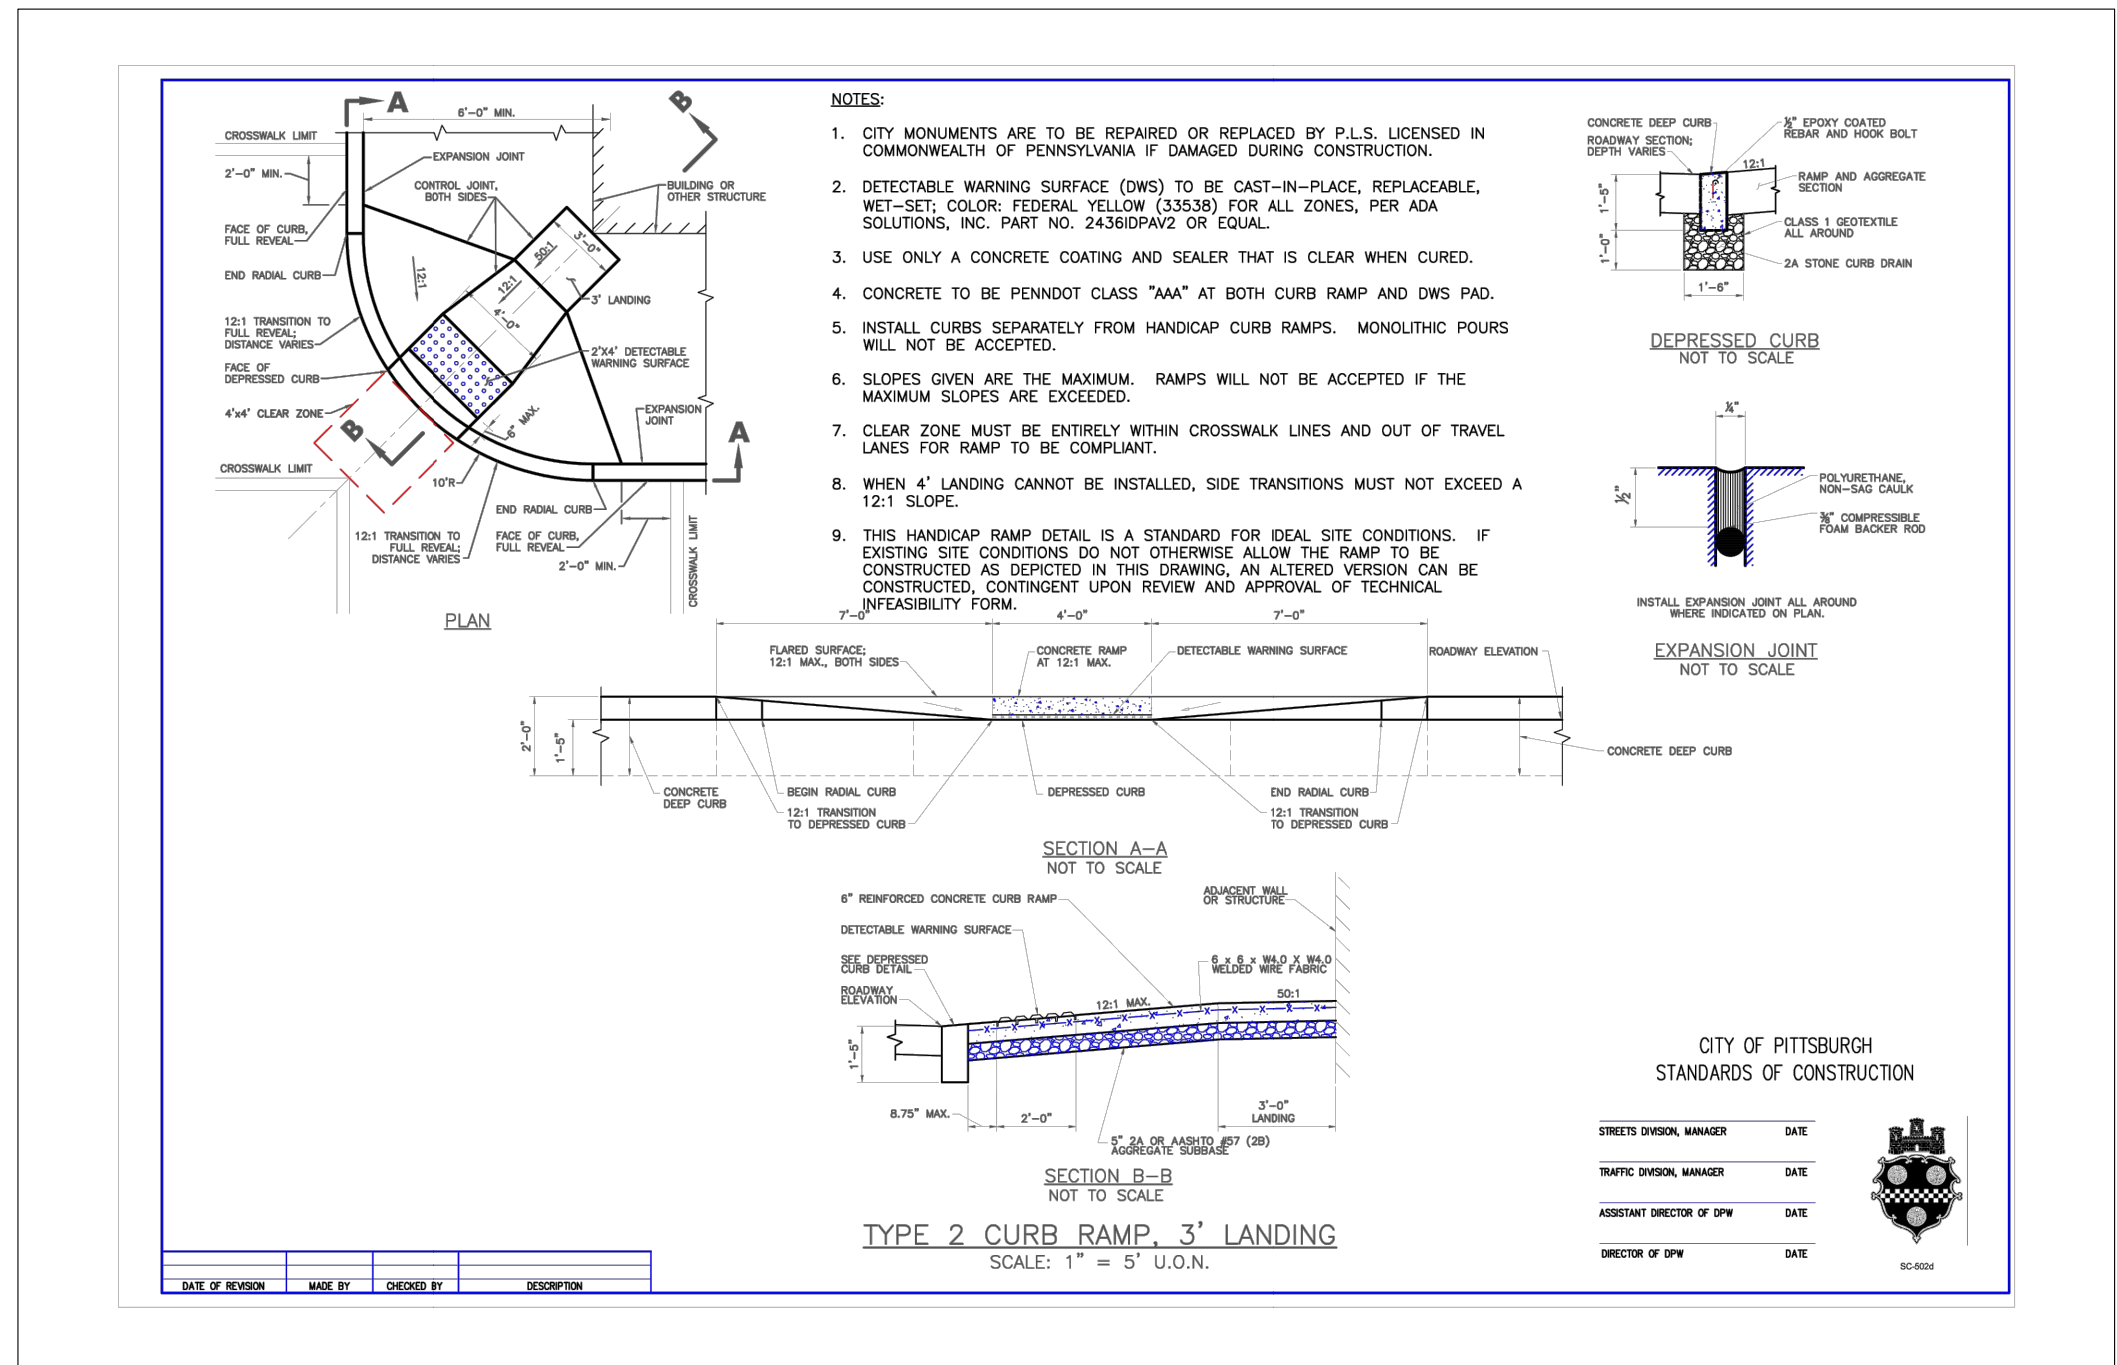 A
6'-0" MIN.
B
CROSSWALK LIMIT
EXPANSION JOINT
2'-0" MIN.
CONTROL JOINT,
BOTH SIDES
BUILDING OR
OTHER STRUCTURE
FACE OF CURB,
FULL REVEAL
3'-0"
50:1
END RADIAL CURB
12:1
12:1
3' LANDING
4'-0"
12:1 TRANSITION TO
FULL REVEAL;
DISTANCE VARIES
2'X4' DETECTABLE
WARNING SURFACE
FACE OF
DEPRESSED CURB
4'x4' CLEAR ZONE
6" MAX.
EXPANSION
JOINT
B
A
CROSSWALK LIMIT
10'R
END RADIAL CURB
12:1 TRANSITION TO
FULL REVEAL;
DISTANCE VARIES
FACE OF CURB,
FULL REVEAL
2'-0" MIN.
CROSSWALK LIMIT
PLAN
NOTES:
1. CITY MONUMENTS ARE TO BE REPAIRED OR REPLACED BY P.L.S. LICENSED IN
COMMONWEALTH OF PENNSYLVANIA IF DAMAGED DURING CONSTRUCTION.
2. DETECTABLE WARNING SURFACE (DWS) TO BE CAST-IN-PLACE, REPLACEABLE,
WET-SET; COLOR: FEDERAL YELLOW (33538) FOR ALL ZONES, PER ADA
SOLUTIONS, INC. PART NO. 2436IDPAV2 OR EQUAL.
3. USE ONLY A CONCRETE COATING AND SEALER THAT IS CLEAR WHEN CURED.
4. CONCRETE TO BE PENNDOT CLASS "AAA" AT BOTH CURB RAMP AND DWS PAD.
5. INSTALL CURBS SEPARATELY FROM HANDICAP CURB RAMPS. MONOLITHIC POURS
WILL NOT BE ACCEPTED.
6. SLOPES GIVEN ARE THE MAXIMUM. RAMPS WILL NOT BE ACCEPTED IF THE
MAXIMUM SLOPES ARE EXCEEDED.
7. CLEAR ZONE MUST BE ENTIRELY WITHIN CROSSWALK LINES AND OUT OF TRAVEL
LANES FOR RAMP TO BE COMPLIANT.
8. WHEN 4' LANDING CANNOT BE INSTALLED, SIDE TRANSITIONS MUST NOT EXCEED A
12:1 SLOPE.
9. THIS HANDICAP RAMP DETAIL IS A STANDARD FOR IDEAL SITE CONDITIONS. IF
EXISTING SITE CONDITIONS DO NOT OTHERWISE ALLOW THE RAMP TO BE
CONSTRUCTED AS DEPICTED IN THIS DRAWING, AN ALTERED VERSION CAN BE
CONSTRUCTED, CONTINGENT UPON REVIEW AND APPROVAL OF TECHNICAL
INFEASIBILITY FORM.
CONCRETE DEEP CURB
ROADWAY SECTION;
DEPTH VARIES
½" EPOXY COATED
REBAR AND HOOK BOLT
12:1
RAMP AND AGGREGATE
SECTION
1'-5"
CLASS 1 GEOTEXTILE
ALL AROUND
1'-0"
2A STONE CURB DRAIN
1'-6"
DEPRESSED CURB
NOT TO SCALE
¼"
½"
POLYURETHANE,
NON-SAG CAULK
⅜" COMPRESSIBLE
FOAM BACKER ROD
INSTALL EXPANSION JOINT ALL AROUND
WHERE INDICATED ON PLAN.
EXPANSION JOINT
NOT TO SCALE
7'-0"
4'-0"
7'-0"
FLARED SURFACE;
12:1 MAX., BOTH SIDES
CONCRETE RAMP
AT 12:1 MAX.
DETECTABLE WARNING SURFACE
ROADWAY ELEVATION
2'-0"
1'-5"
CONCRETE DEEP CURB
CONCRETE
DEEP CURB
BEGIN RADIAL CURB
DEPRESSED CURB
END RADIAL CURB
12:1 TRANSITION
TO DEPRESSED CURB
12:1 TRANSITION
TO DEPRESSED CURB
SECTION A-A
NOT TO SCALE
6" REINFORCED CONCRETE CURB RAMP
ADJACENT WALL
OR STRUCTURE
DETECTABLE WARNING SURFACE
SEE DEPRESSED
CURB DETAIL
6 x 6 x W4.0 X W4.0
WELDED WIRE FABRIC
ROADWAY
ELEVATION
12:1 MAX.
50:1
1'-5"
8.75" MAX.
2'-0"
3'-0"
LANDING
5" 2A OR AASHTO #57 (2B)
AGGREGATE SUBBASE
SECTION B-B
NOT TO SCALE
TYPE 2 CURB RAMP, 3' LANDING
SCALE: 1" = 5' U.O.N.
CITY OF PITTSBURGH
STANDARDS OF CONSTRUCTION
STREETS DIVISION, MANAGER DATE
TRAFFIC DIVISION, MANAGER DATE
ASSISTANT DIRECTOR OF DPW DATE
DIRECTOR OF DPW DATE
SC-502d
DATE OF REVISION MADE BY CHECKED BY DESCRIPTION